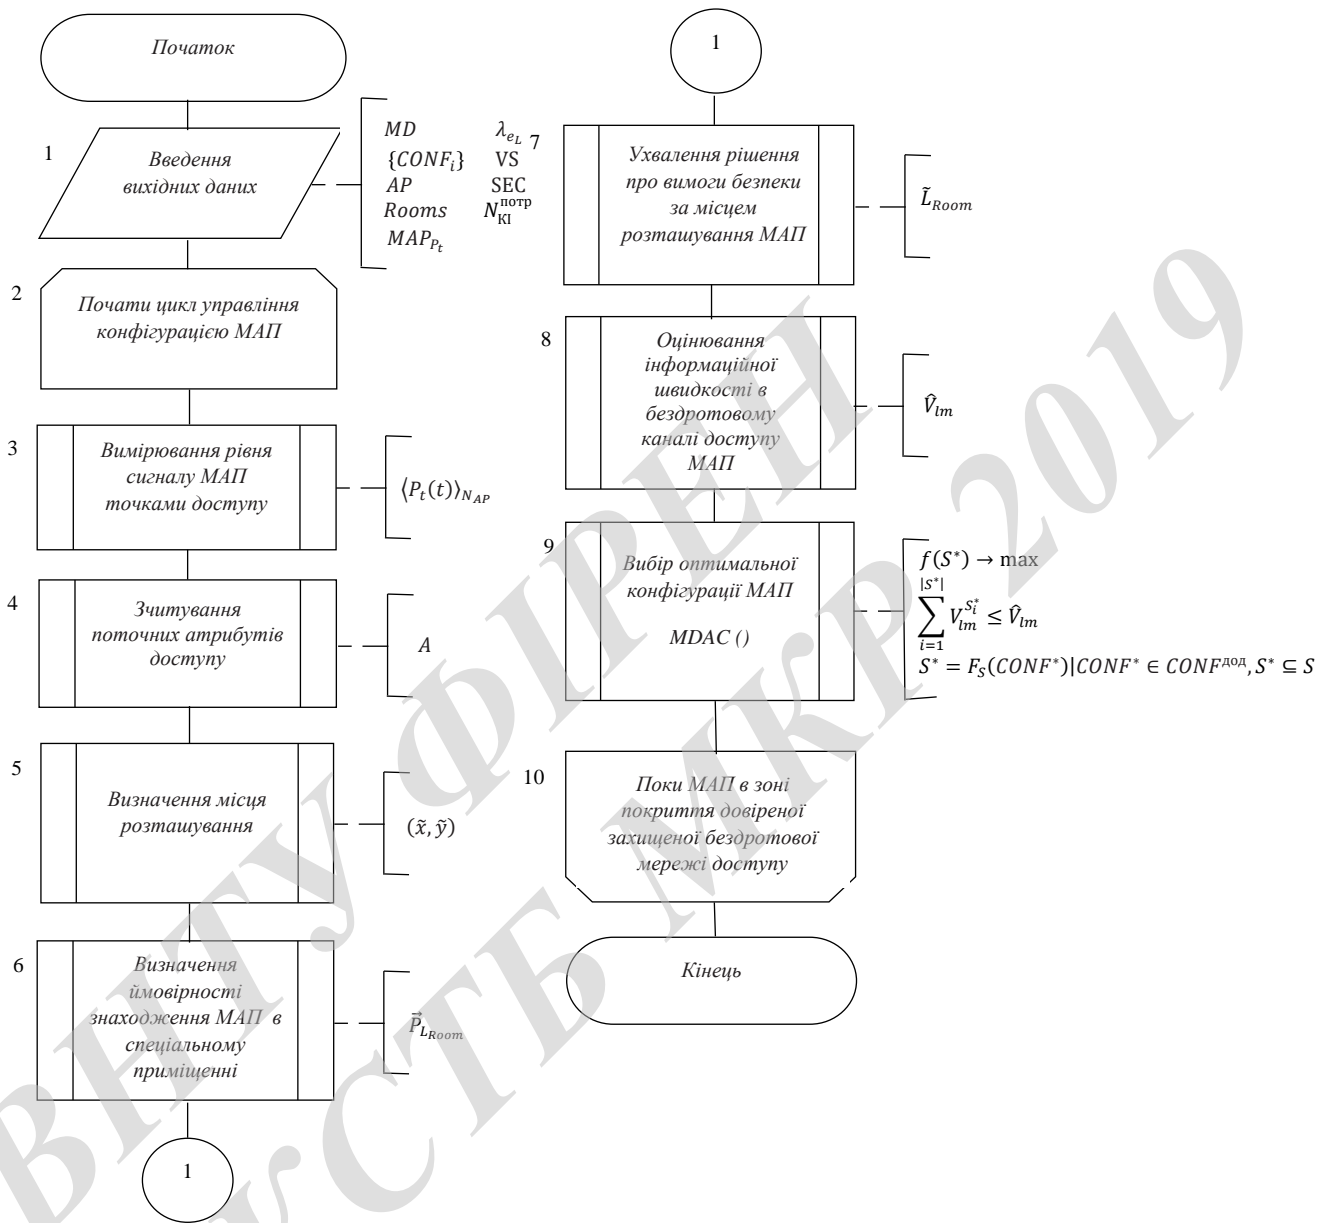 Початок
1
Введення
вихідних даних
MD λ_{e_L}
{CONF_i} VS
AP SEC
Rooms N_{КІ}^{потр}
MAP_{P_t}
2
Почати цикл управління
конфігурацією МАП
3
Вимірювання рівня
сигналу МАП
точками доступу
⟨P_t(t)⟩_{N_{AP}}
4
Зчитування
поточних атрибутів
доступу
A
5
Визначення місця
розташування
(x̃, ỹ)
6
Визначення
ймовірності
знаходження МАП в
спеціальному
приміщенні
P⃗_{L_{Room}}
1
1
7
Ухвалення рішення
про вимоги безпеки
за місцем
розташування МАП
L̃_{Room}
8
Оцінювання
інформаційної
швидкості в
бездротовому
каналі доступу
МАП
V̂_{lm}
9
Вибір оптимальної
конфігурації МАП
MDAC ()
f(S*) → max
∑_{i=1}^{|S*|} V_{lm}^{S_i^*} ≤ V̂_{lm}
S* = F_S(CONF*)|CONF* ∈ CONF^{дод}, S* ⊆ S
10
Поки МАП в зоні
покриття довіреної
захищеної бездротової
мережі доступу
Кінець
ВНТУ ФІРЕН
КСТБ МКР 2019